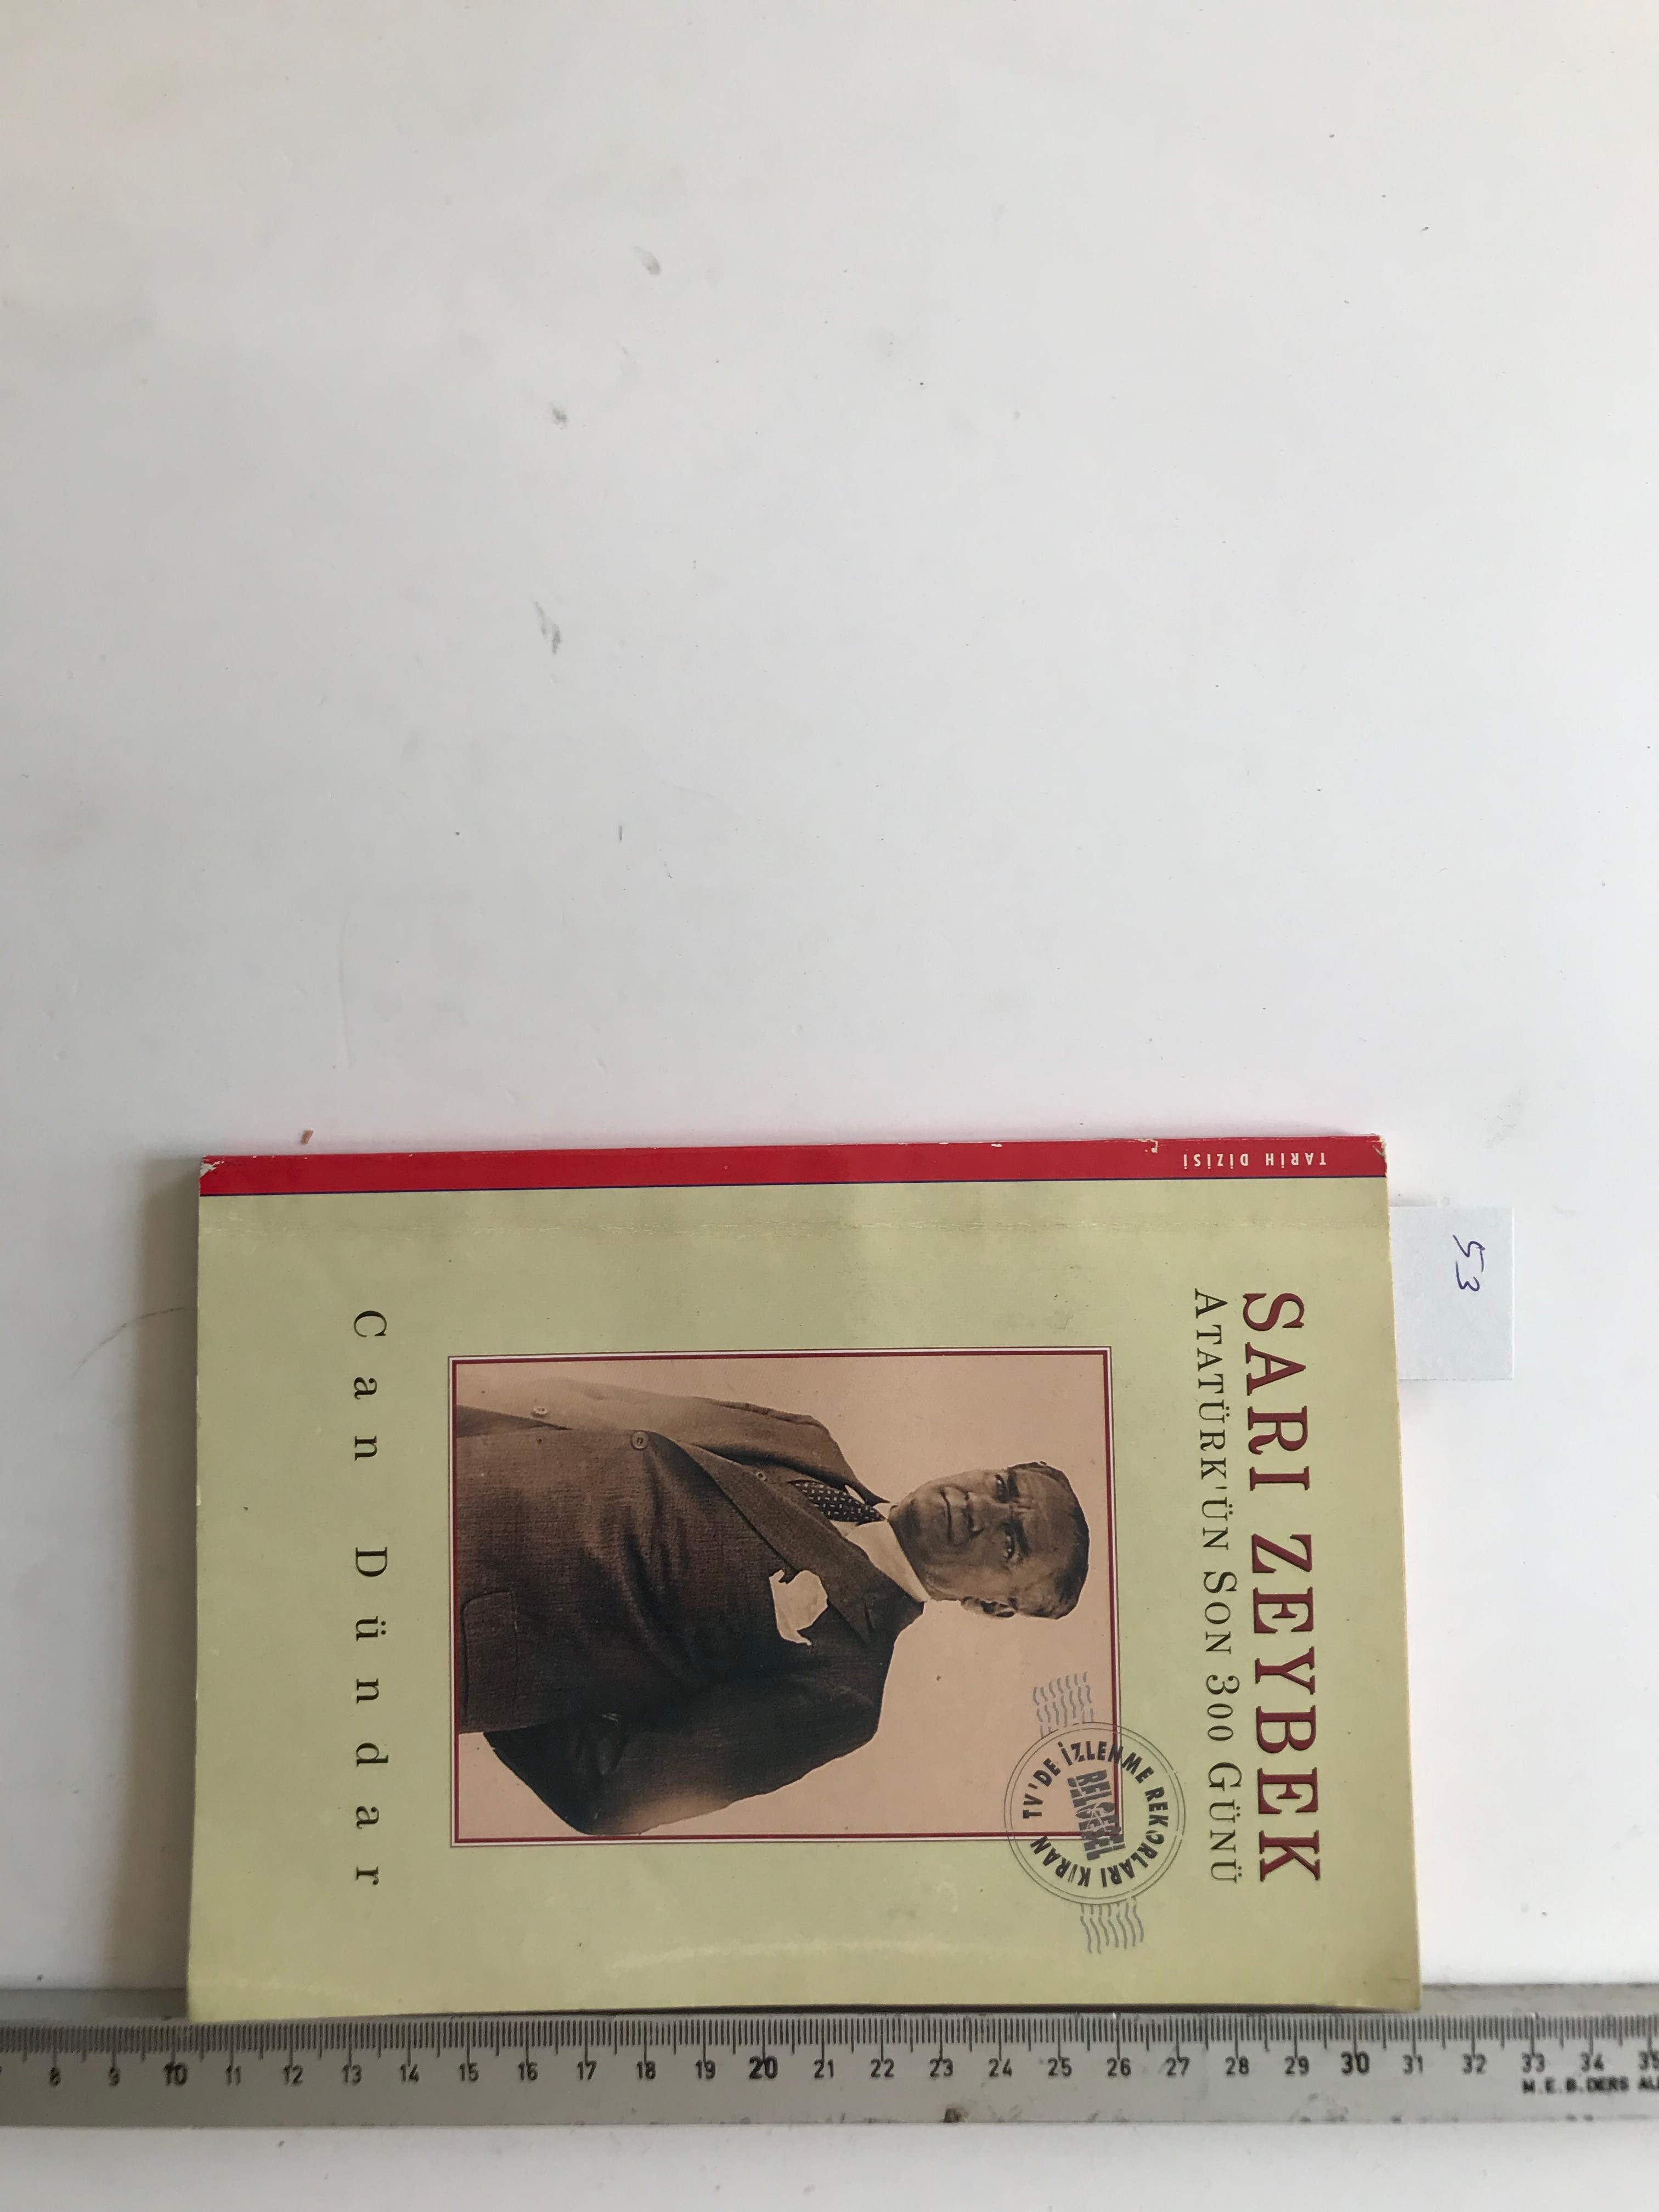 53
TARİH DİZİSİ
SARI ZEYBEK
ATATÜRK'ÜN SON 300 GÜNÜ
TV'DE İZLENME REKORLARI KIRAN
BELGESEL
Can Dündar
8 9 10 11 12 13 14 15 16 17 18 19 20 21 22 23 24 25 26 27 28 29 30 31 32 33 34 35
M.E.B. DERS